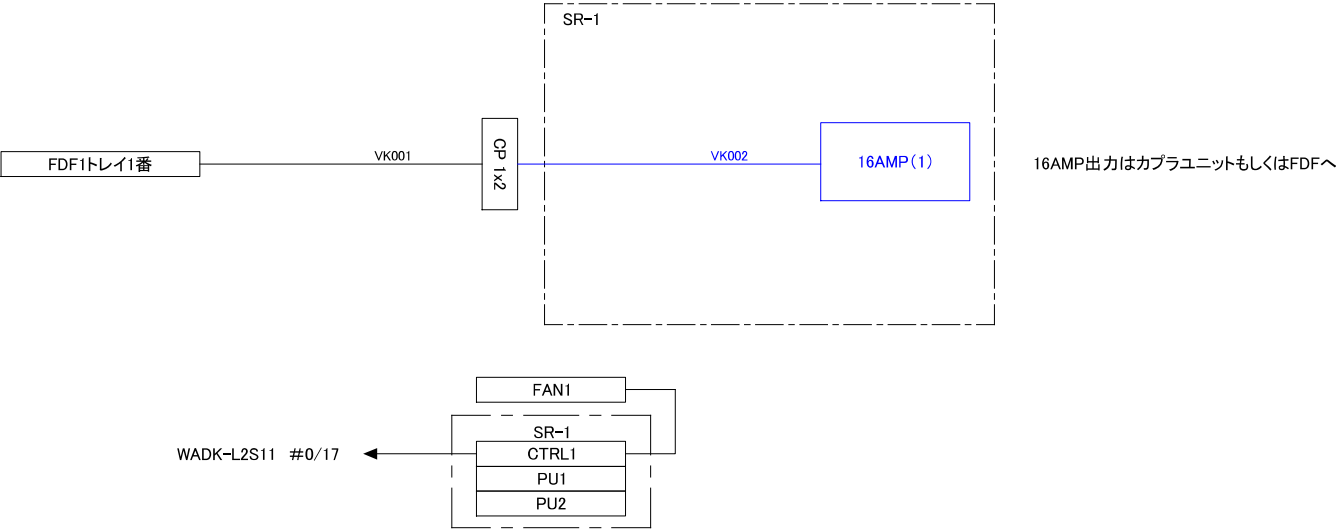 SR-1
FDF1トレイ1番
VK001
CP 1x2
VK002
16AMP(1)
16AMP出力はカプラユニットもしくはFDFへ
FAN1
SR-1
WADK-L2S11 #0/17
CTRL1
PU1
PU2